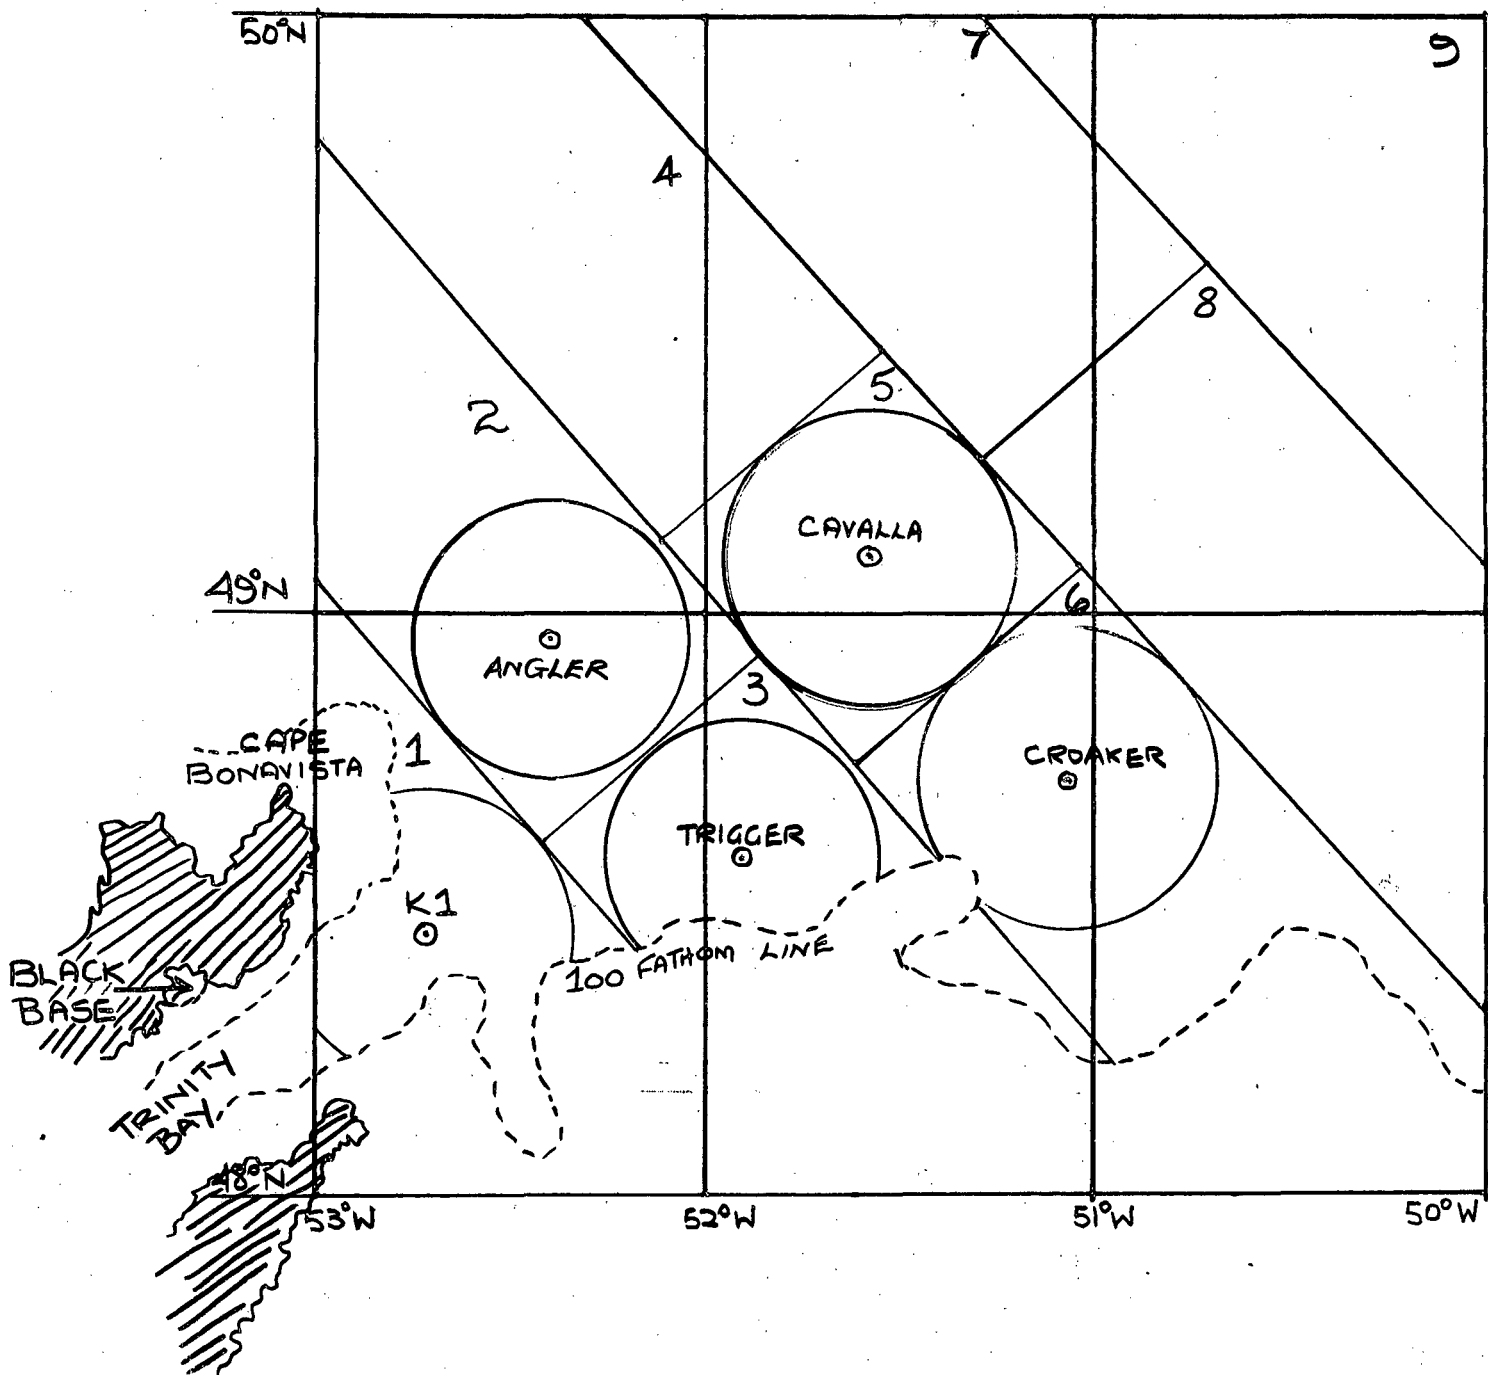 50°N
7
9
4
8
5
2
CAVALLA
49°N
6
ANGLER
3
CAPE
BONAVISTA
1
CROAKER
TRIGGER
K1
100 FATHOM LINE
BLACK
BASE
TRINITY
BAY
48°N
53°W
52°W
51°W
50°W